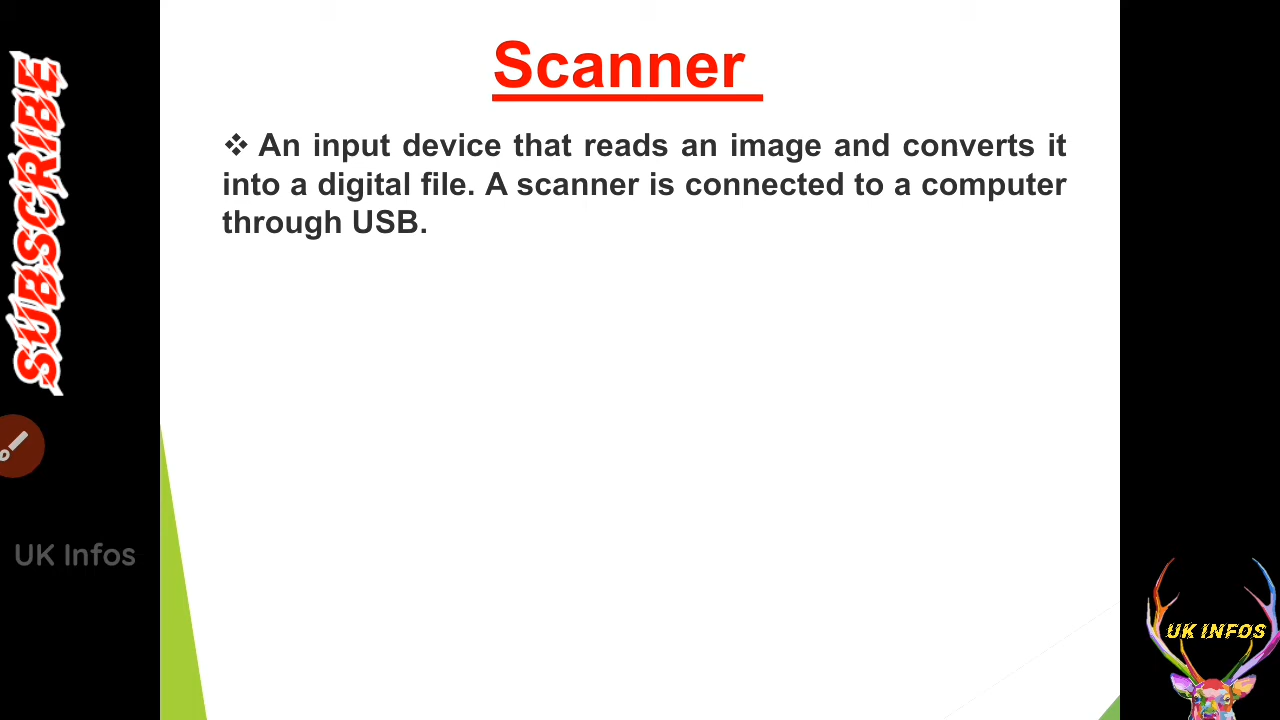 SUBSCRIBE
Scanner
❖ An input device that reads an image and converts it
into a digital file. A scanner is connected to a computer
through USB.
UK Infos
UK INFOS